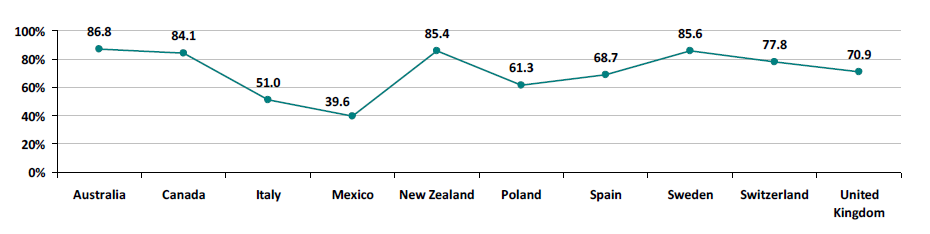 100%
80%
60%
40%
20%
0%
86.8
84.1
51.0
39.6
85.4
61.3
68.7
85.6
77.8
70.9
Australia
Canada
Italy
Mexico
New Zealand
Poland
Spain
Sweden
Switzerland
United
Kingdom